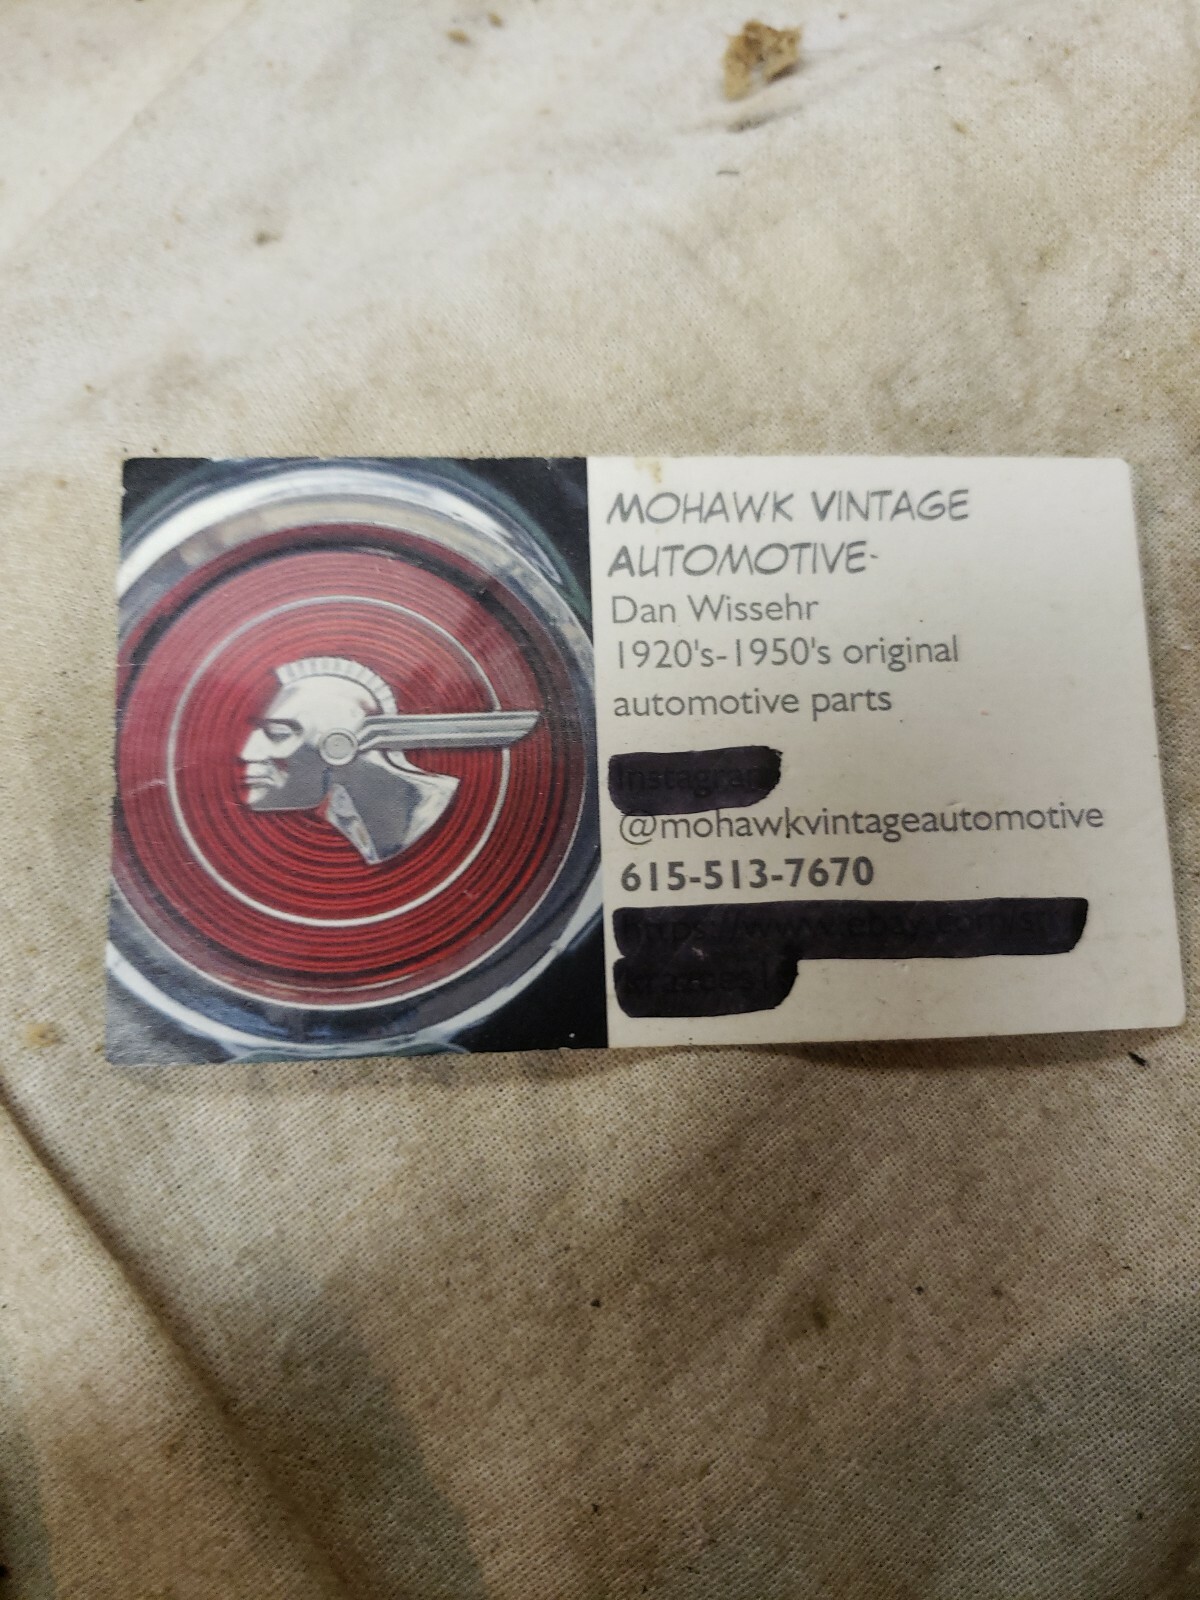 MOHAWK VINTAGE
AUTOMOTIVE-
Dan Wissehr
1920's-1950's original
automotive parts
@mohawkvintageautomotive
615-513-7670